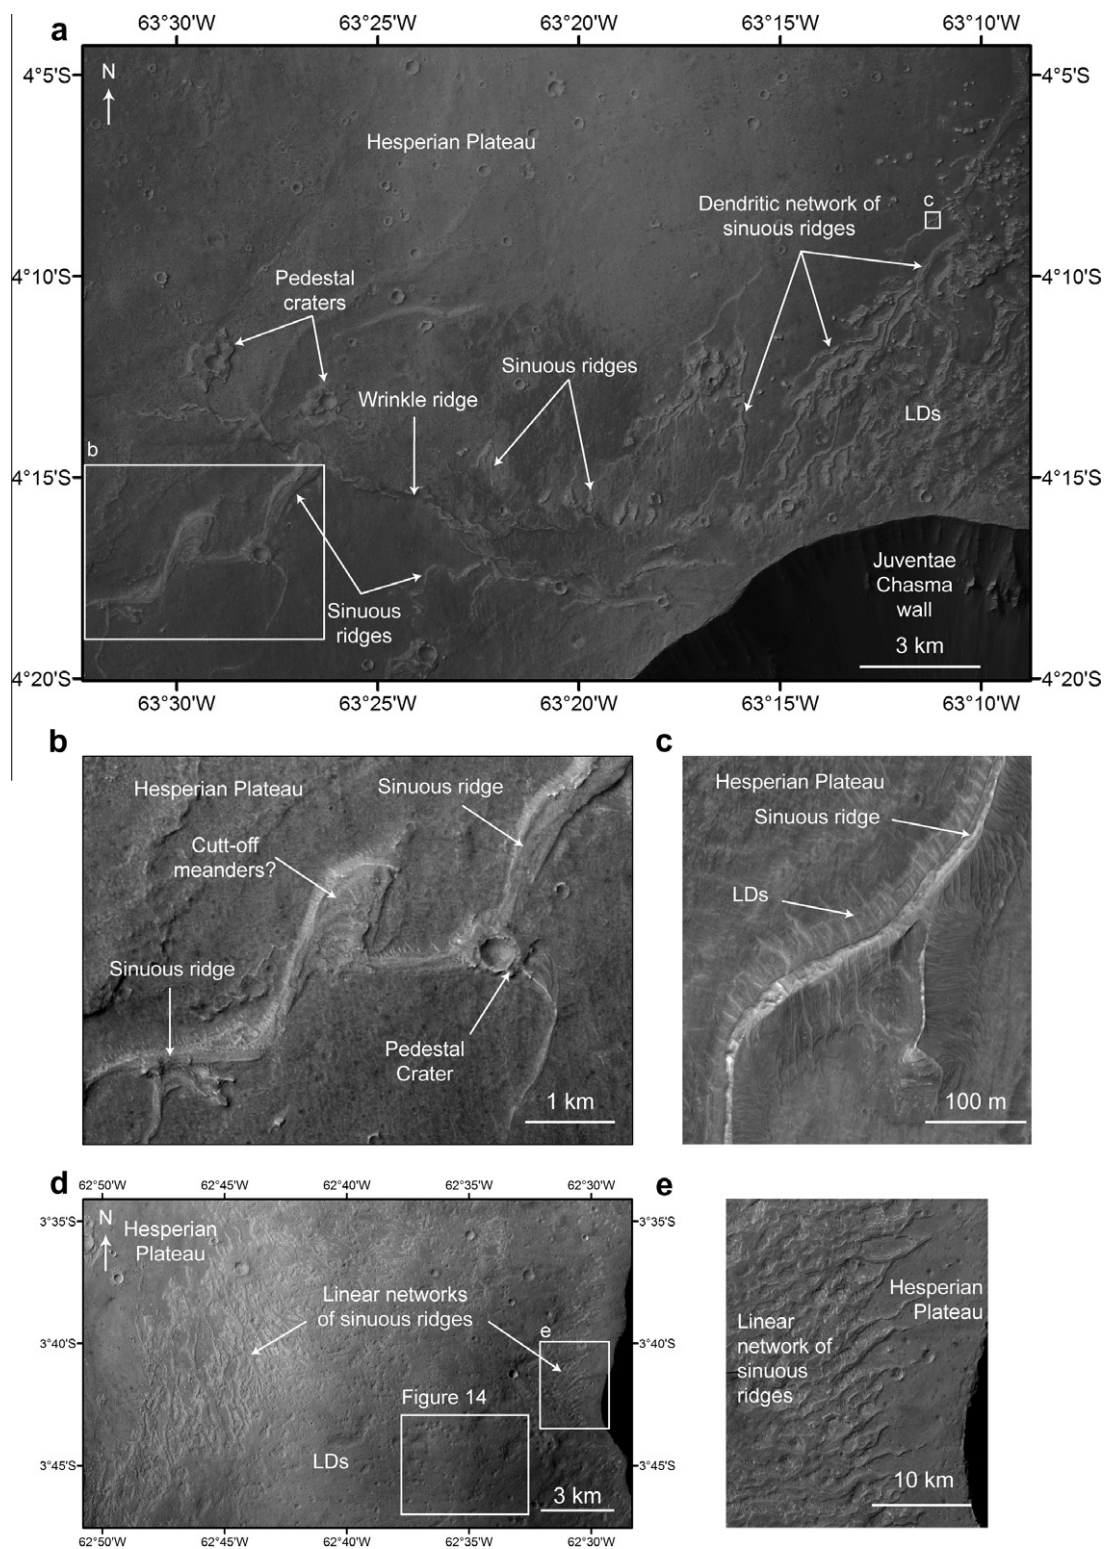 a
63°30'W 63°25'W 63°20'W 63°15'W 63°10'W
4°5'S 4°5'S
N
Hesperian Plateau
Dendritic network of
sinuous ridges
c
4°10'S 4°10'S
Pedestal
craters
Sinuous ridges
Wrinkle ridge
LDs
b
4°15'S 4°15'S
Juventae
Chasma
wall
Sinuous
ridges
3 km
4°20'S 4°20'S
63°30'W 63°25'W 63°20'W 63°15'W 63°10'W
b
Hesperian Plateau
Sinuous ridge
Cutt-off
meanders?
Sinuous ridge
Pedestal
Crater
1 km
c
Hesperian Plateau
Sinuous ridge
LDs
100 m
d
62°50'W 62°45'W 62°40'W 62°35'W 62°30'W
3°35'S 3°35'S
N
Hesperian
Plateau
Linear networks
of sinuous ridges
3°40'S 3°40'S
e
Figure 14
LDs
3°45'S 3°45'S
3 km
62°50'W 62°45'W 62°40'W 62°35'W 62°30'W
e
Hesperian
Plateau
Linear
network of
sinuous
ridges
10 km